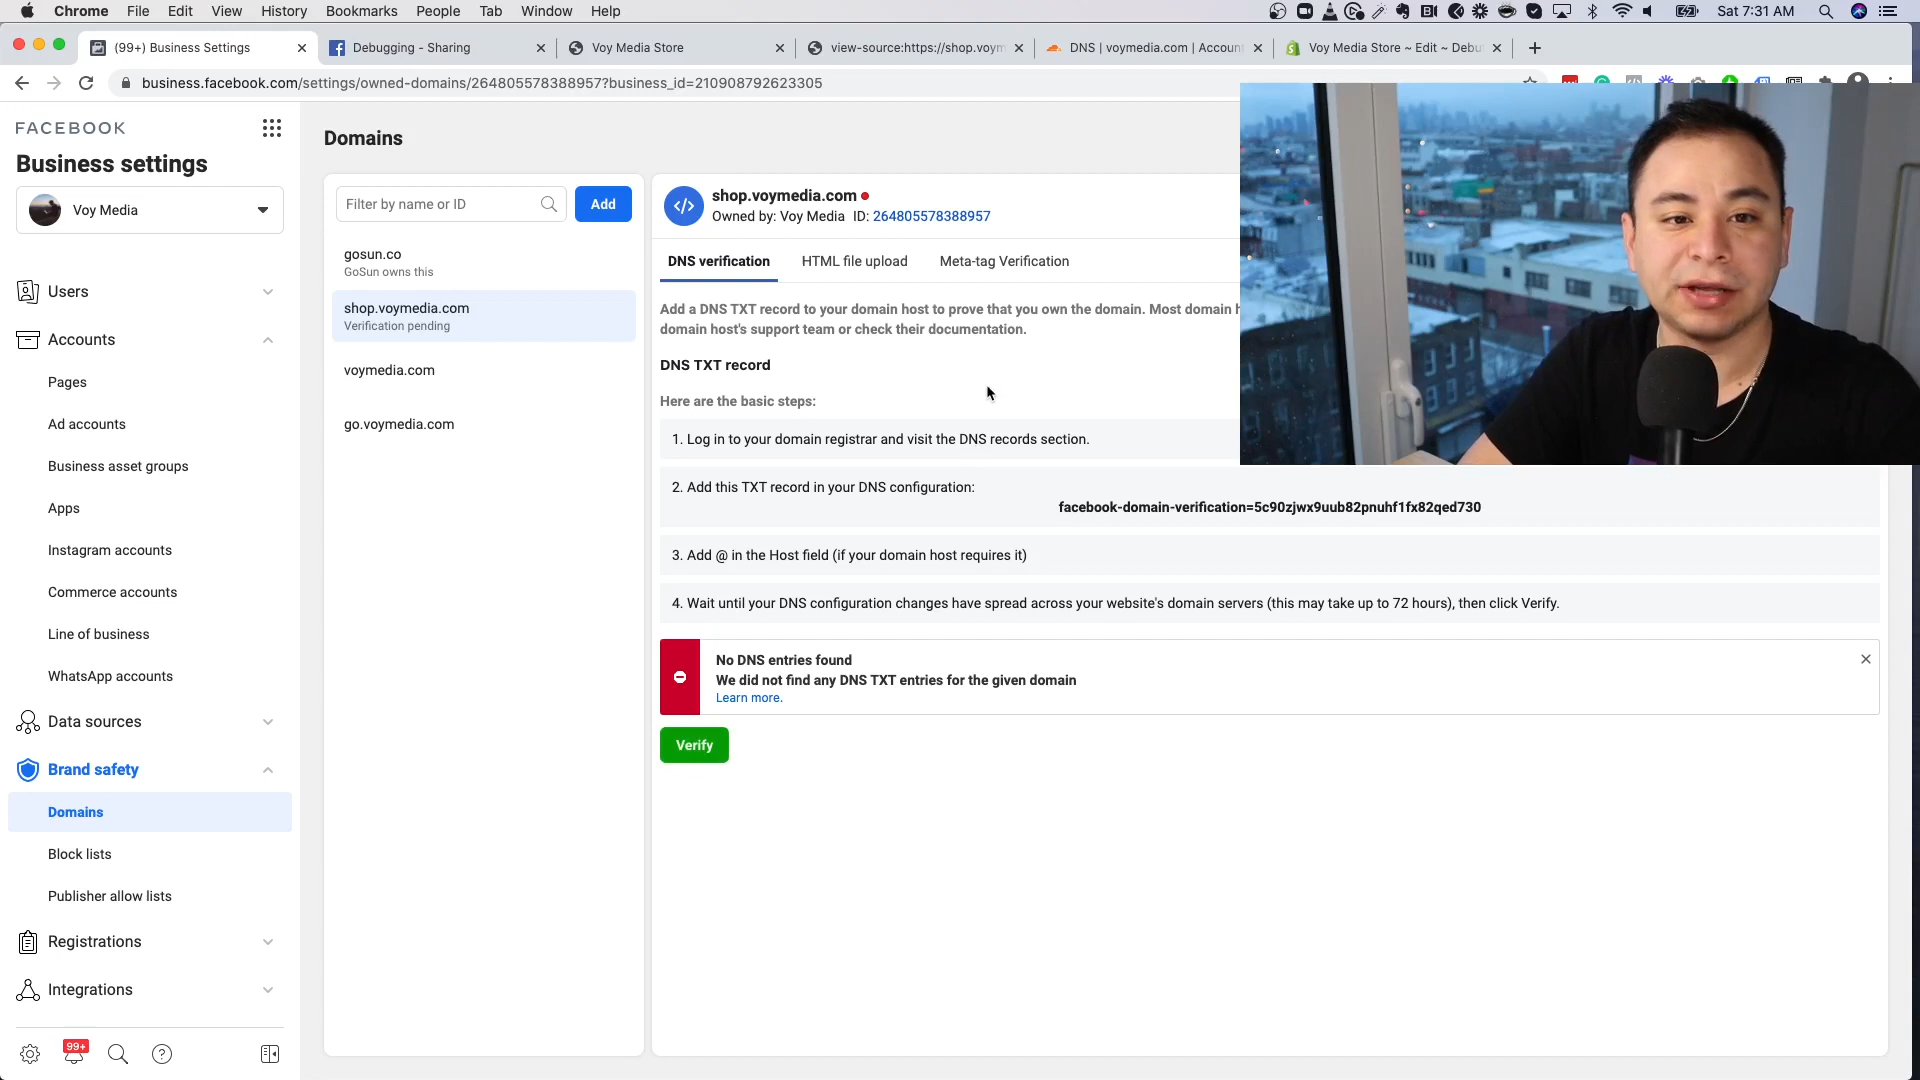 Chrome File Edit View History Bookmarks People Tab Window Help
Sat 7:31 AM
(99+) Business Settings
Debugging - Sharing
Voy Media Store
view-source:https://shop.voym
DNS | voymedia.com | Accoun
Voy Media Store ~ Edit ~ Debu
business.facebook.com/settings/owned-domains/264805578388957?business_id=210908792623305
FACEBOOK
Business settings
Voy Media
Users
Accounts
Pages
Ad accounts
Business asset groups
Apps
Instagram accounts
Commerce accounts
Line of business
WhatsApp accounts
Data sources
Brand safety
Domains
Block lists
Publisher allow lists
Registrations
Integrations
99+
Domains
Filter by name or ID
Add
gosun.co
GoSun owns this
shop.voymedia.com
Verification pending
voymedia.com
go.voymedia.com
shop.voymedia.com
Owned by: Voy Media ID: 264805578388957
DNS verification
HTML file upload
Meta-tag Verification
Add a DNS TXT record to your domain host to prove that you own the domain. Most domain h
domain host's support team or check their documentation.
DNS TXT record
Here are the basic steps:
1. Log in to your domain registrar and visit the DNS records section.
2. Add this TXT record in your DNS configuration:
facebook-domain-verification=5c90zjwx9uub82pnuhf1fx82qed730
3. Add @ in the Host field (if your domain host requires it)
4. Wait until your DNS configuration changes have spread across your website's domain servers (this may take up to 72 hours), then click Verify.
No DNS entries found
We did not find any DNS TXT entries for the given domain
Learn more.
Verify